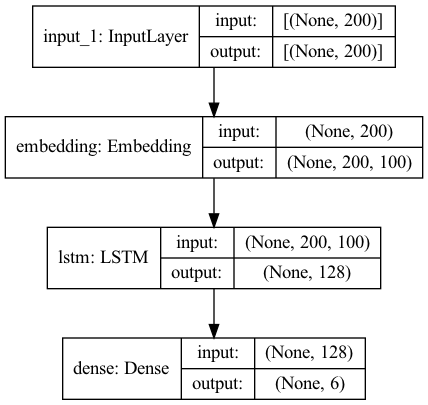 input_1: InputLayer
input: [(None, 200)]
output: [(None, 200)]
embedding: Embedding
input: (None, 200)
output: (None, 200, 100)
lstm: LSTM
input: (None, 200, 100)
output: (None, 128)
dense: Dense
input: (None, 128)
output: (None, 6)